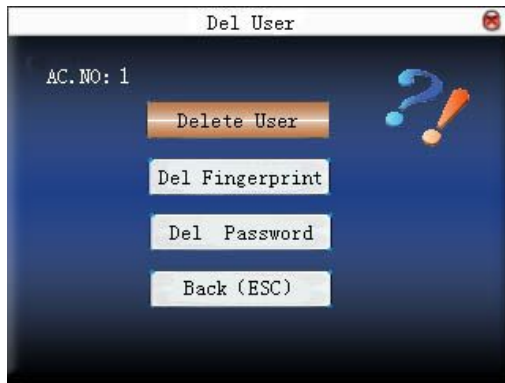 Del User
AC.NO: 1
Delete User
Del Fingerprint
Del Password
Back (ESC)